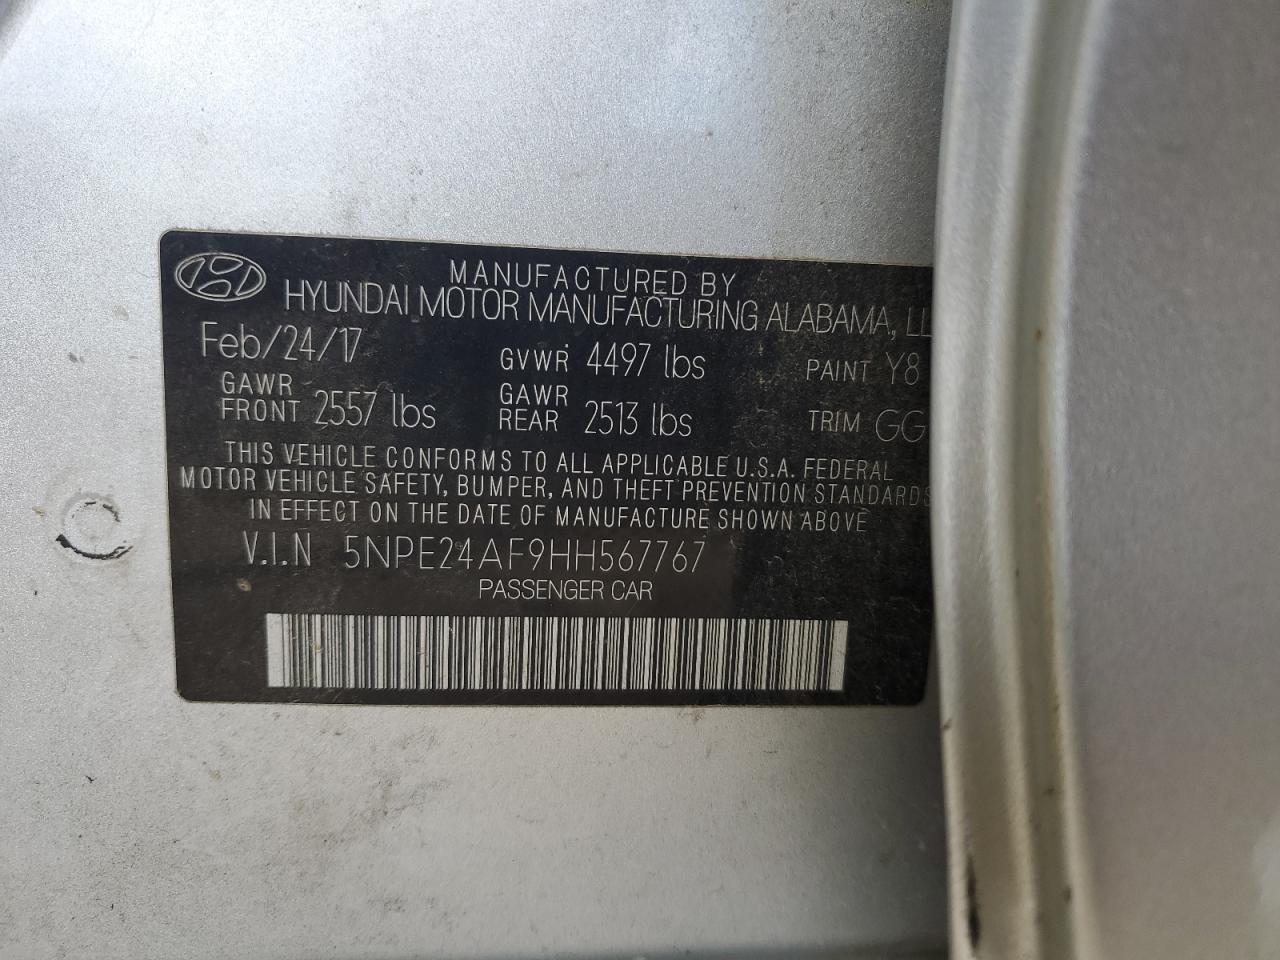 MANUFACTURED BY
HYUNDAI MOTOR MANUFACTURING ALABAMA,
Feb/24/17 GVWR 4497 lbs PAINT Y8
GAWR FRONT 2557 lbs GAWR REAR 2513 lbs TRIM GG
THIS VEHICLE CONFORMS TO ALL APPLICABLE U.S.A. FEDERAL
MOTOR VEHICLE SAFETY, BUMPER, AND THEFT PREVENTION STANDARDS
IN EFFECT ON THE DATE OF MANUFACTURE SHOWN ABOVE
V.I.N 5NPE24AF9HH567767
PASSENGER CAR